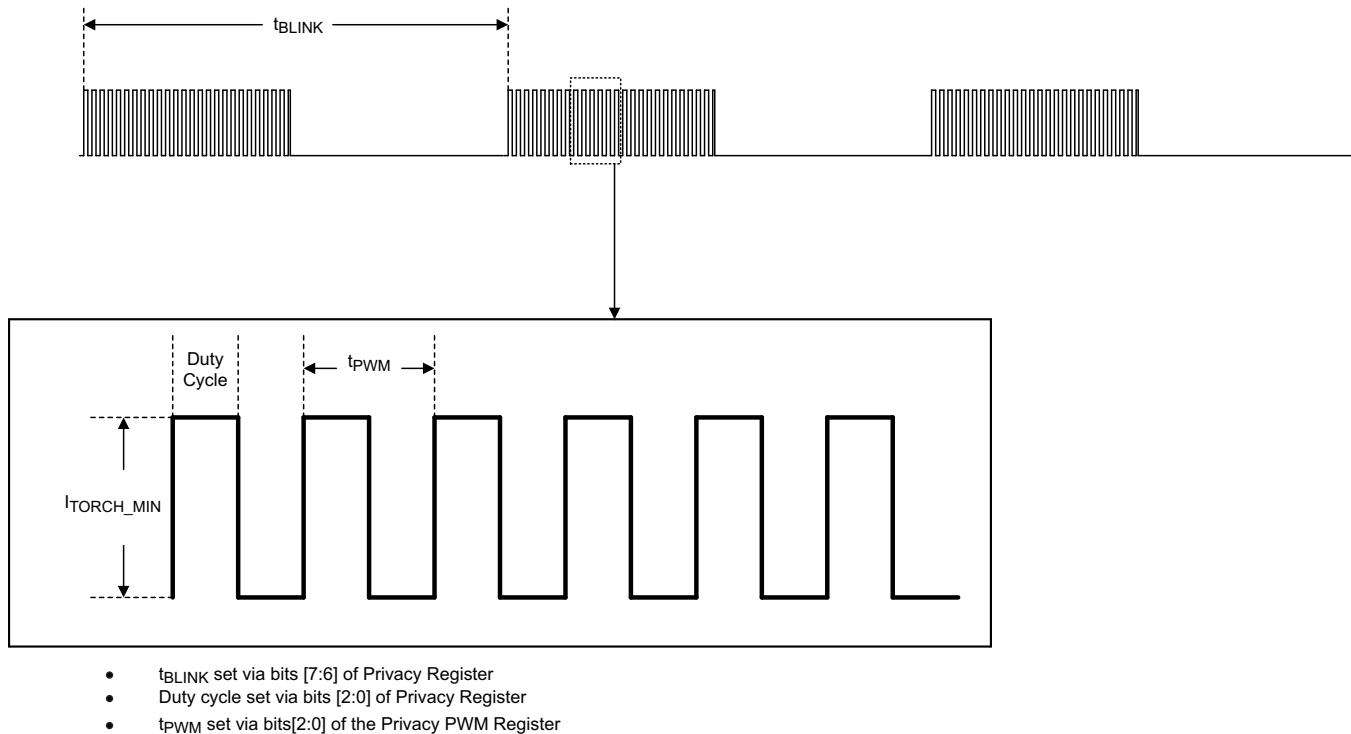 tBLINK
Duty
Cycle
tPWM
ITORCH_MIN
• tBLINK set via bits [7:6] of Privacy Register
• Duty cycle set via bits [2:0] of Privacy Register
• tPWM set via bits[2:0] of the Privacy PWM Register